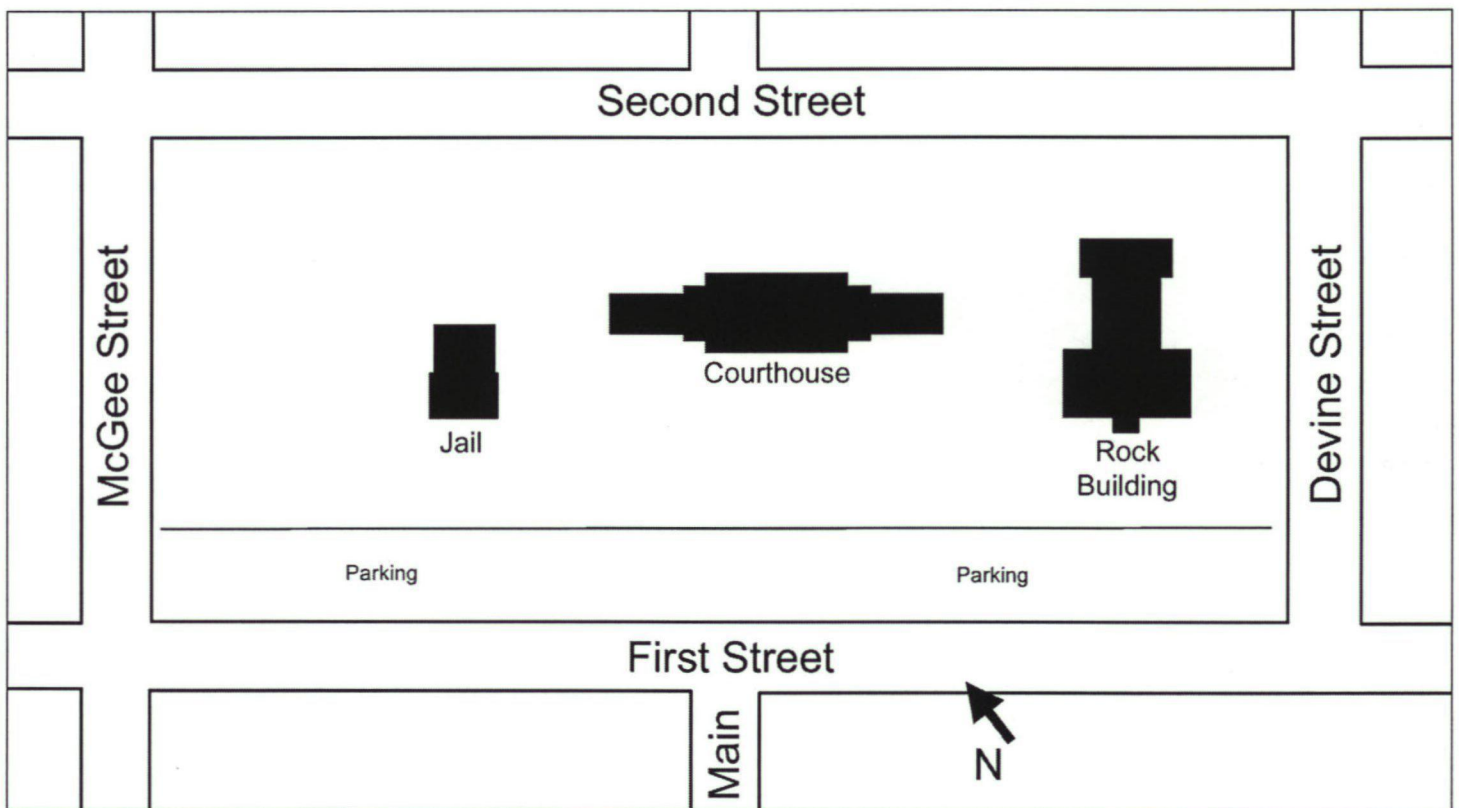 Second Street
McGee Street
Devine Street
Courthouse
Jail
Rock
Building
Parking
Parking
First Street
Main
N